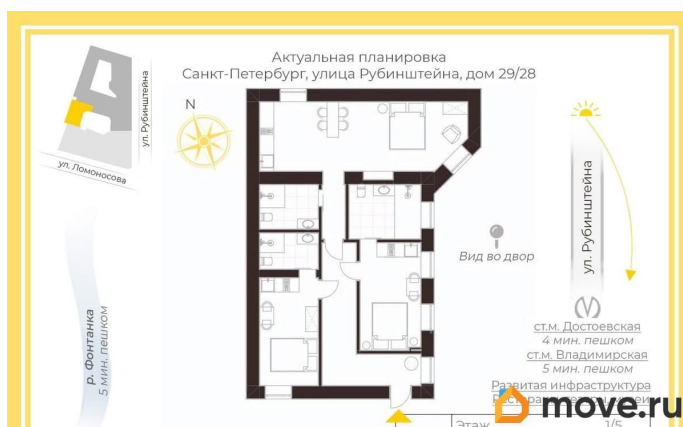 Актуальная планировка
Санкт-Петербург, улица Рубинштейна, дом 29/28
ул. Рубинштейна
ул. Ломоносова
N
р. Фонтанка
5 мин. пешком
Вид во двор
ул. Рубинштейна
ст.м. Достоевская
4 мин. пешком
ст.м. Владимирская
5 мин. пешком
Развитая инфраструктура
Этаж 1/5
move.ru